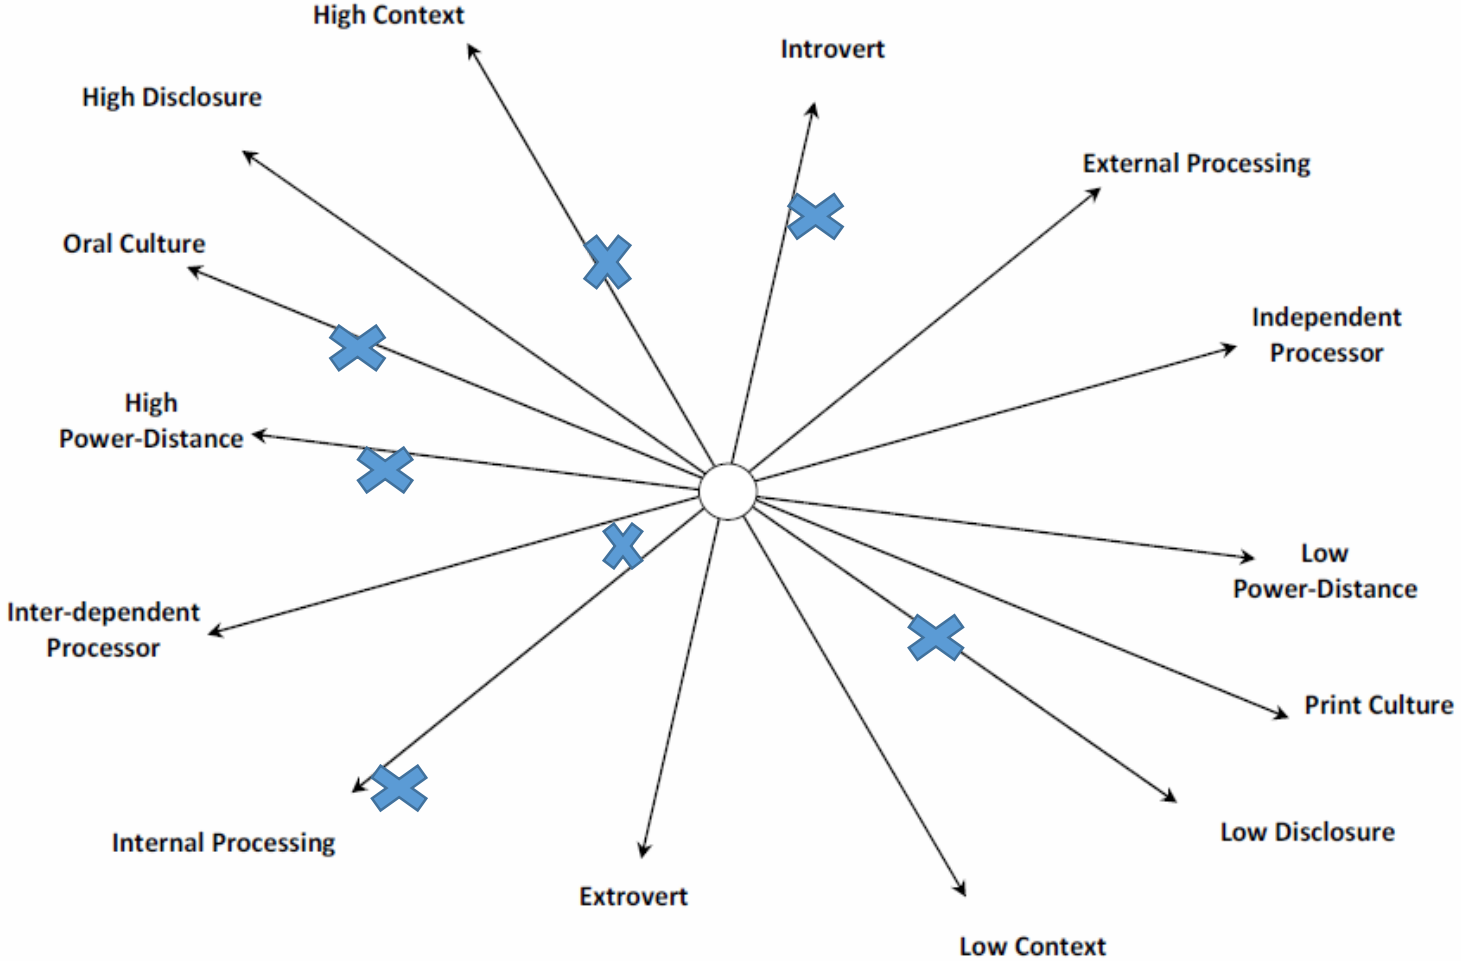 High Context
Introvert
High Disclosure
External Processing
Oral Culture
Independent
Processor
High
Power-Distance
Low
Power-Distance
Inter-dependent
Processor
Print Culture
Internal Processing
Low Disclosure
Extrovert
Low Context